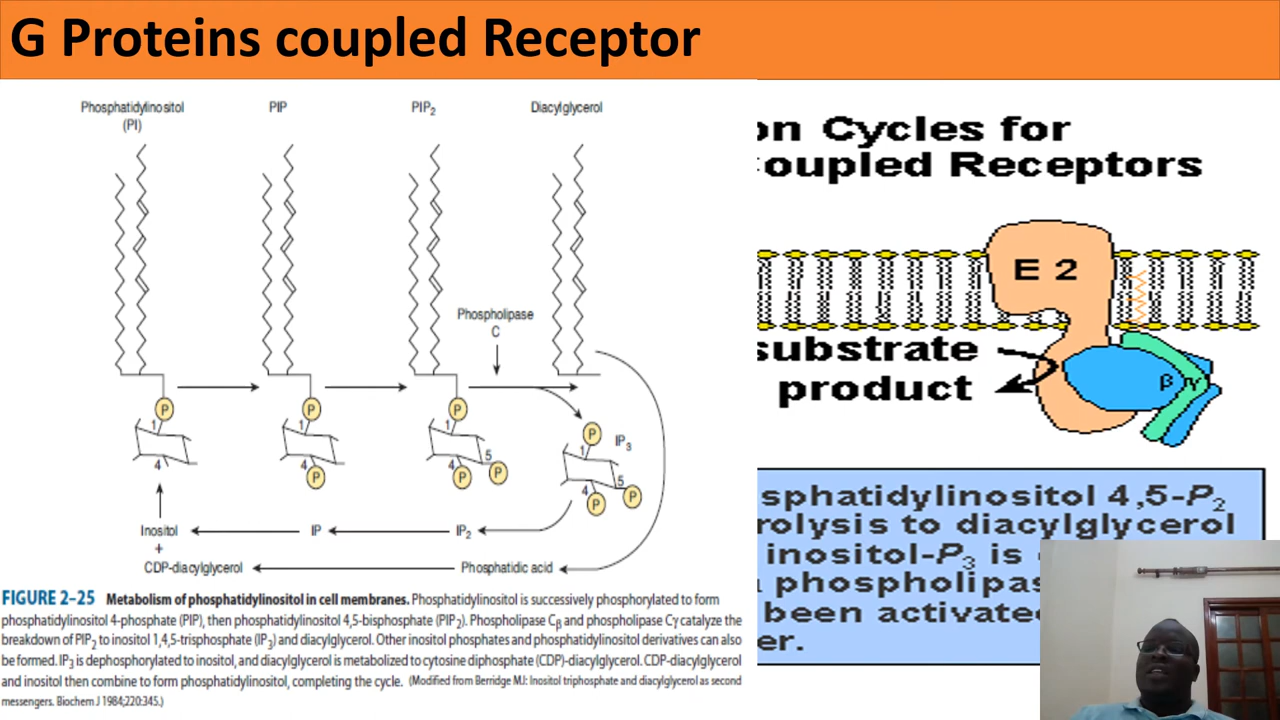 G Proteins coupled Receptor
Phosphatidylinositol
(PI)
PIP
PIP2
Diacylglycerol
Phospholipase
C
P
1
4
P
1
4
P
P
1
4
5
P
P
P
IP3
1
4
5
P
P
Inositol
IP
IP2
+
CDP-diacylglycerol
Phosphatidic acid
FIGURE 2–25 Metabolism of phosphatidylinositol in cell membranes. Phosphatidylinositol is successively phosphorylated to form
phosphatidylinositol 4-phosphate (PIP), then phosphatidylinositol 4,5-bisphosphate (PIP2). Phospholipase Cβ and phospholipase Cγ catalyze the
breakdown of PIP2 to inositol 1,4,5-trisphosphate (IP3) and diacylglycerol. Other inositol phosphates and phosphatidylinositol derivatives can also
be formed. IP3 is dephosphorylated to inositol, and diacylglycerol is metabolized to cytosine diphosphate (CDP)-diacylglycerol. CDP-diacylglycerol
and inositol then combine to form phosphatidylinositol, completing the cycle. (Modified from Berridge MJ: Inositol triphosphate and diacylglycerol as second
messengers. Biochem J 1984;220:345.)
on Cycles for
coupled Receptors
E 2
substrate
product
β γ
sphatidylinositol 4,5-P2
rolysis to diacylglycerol
inositol-P3 is
phospholipas
been activate
er.